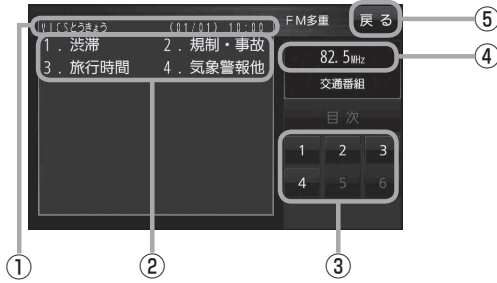 VICSとうきょう (01/01) 10:00 FM多重 戻る ⑤
1．渋滞 2．規制・事故
82.5MHz ④
3．旅行時間 4．気象警報他
交通番組
目次
1 2 3
4 5 6
① ② ③